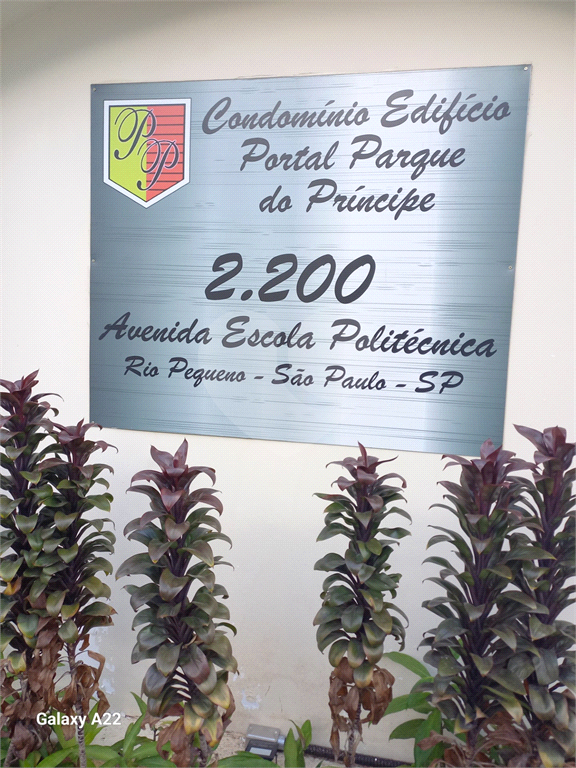 PP
Condomínio Edifício
Portal Parque
do Príncipe
2.200
Avenida Escola Politécnica
Rio Pequeno - São Paulo - SP
Galaxy A22